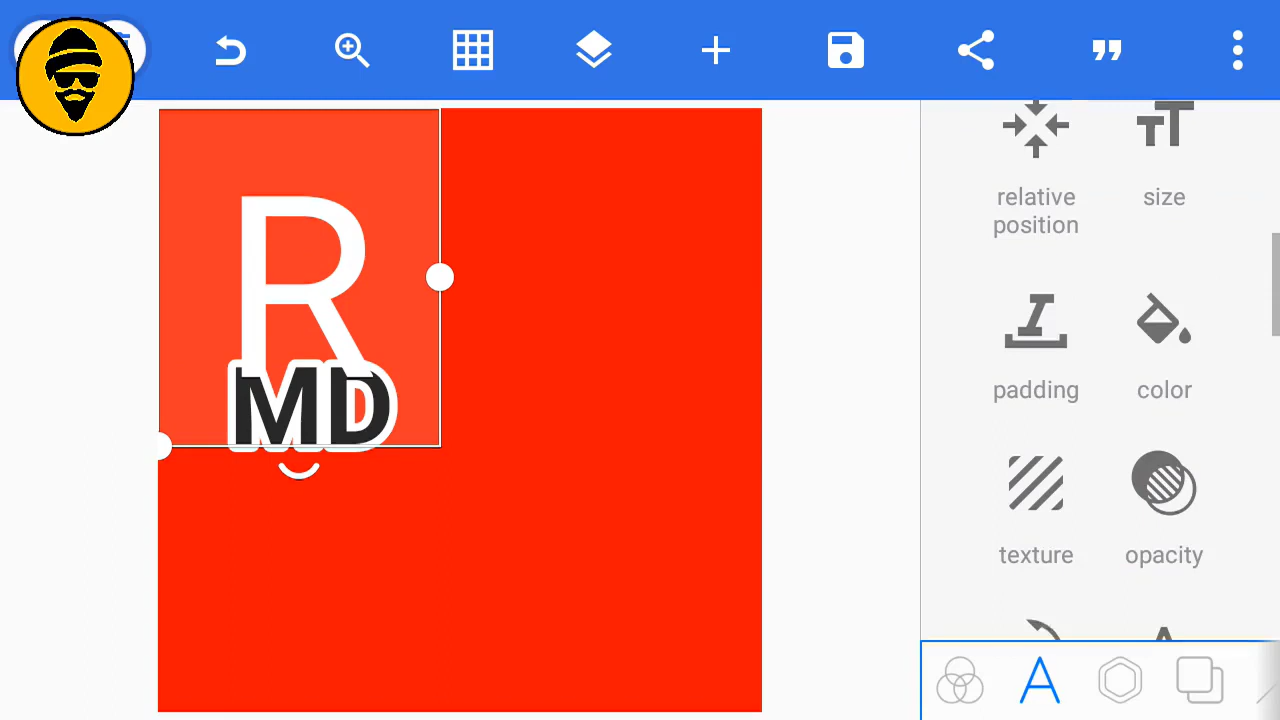 R
MD
relative
position
size
padding
color
texture
opacity